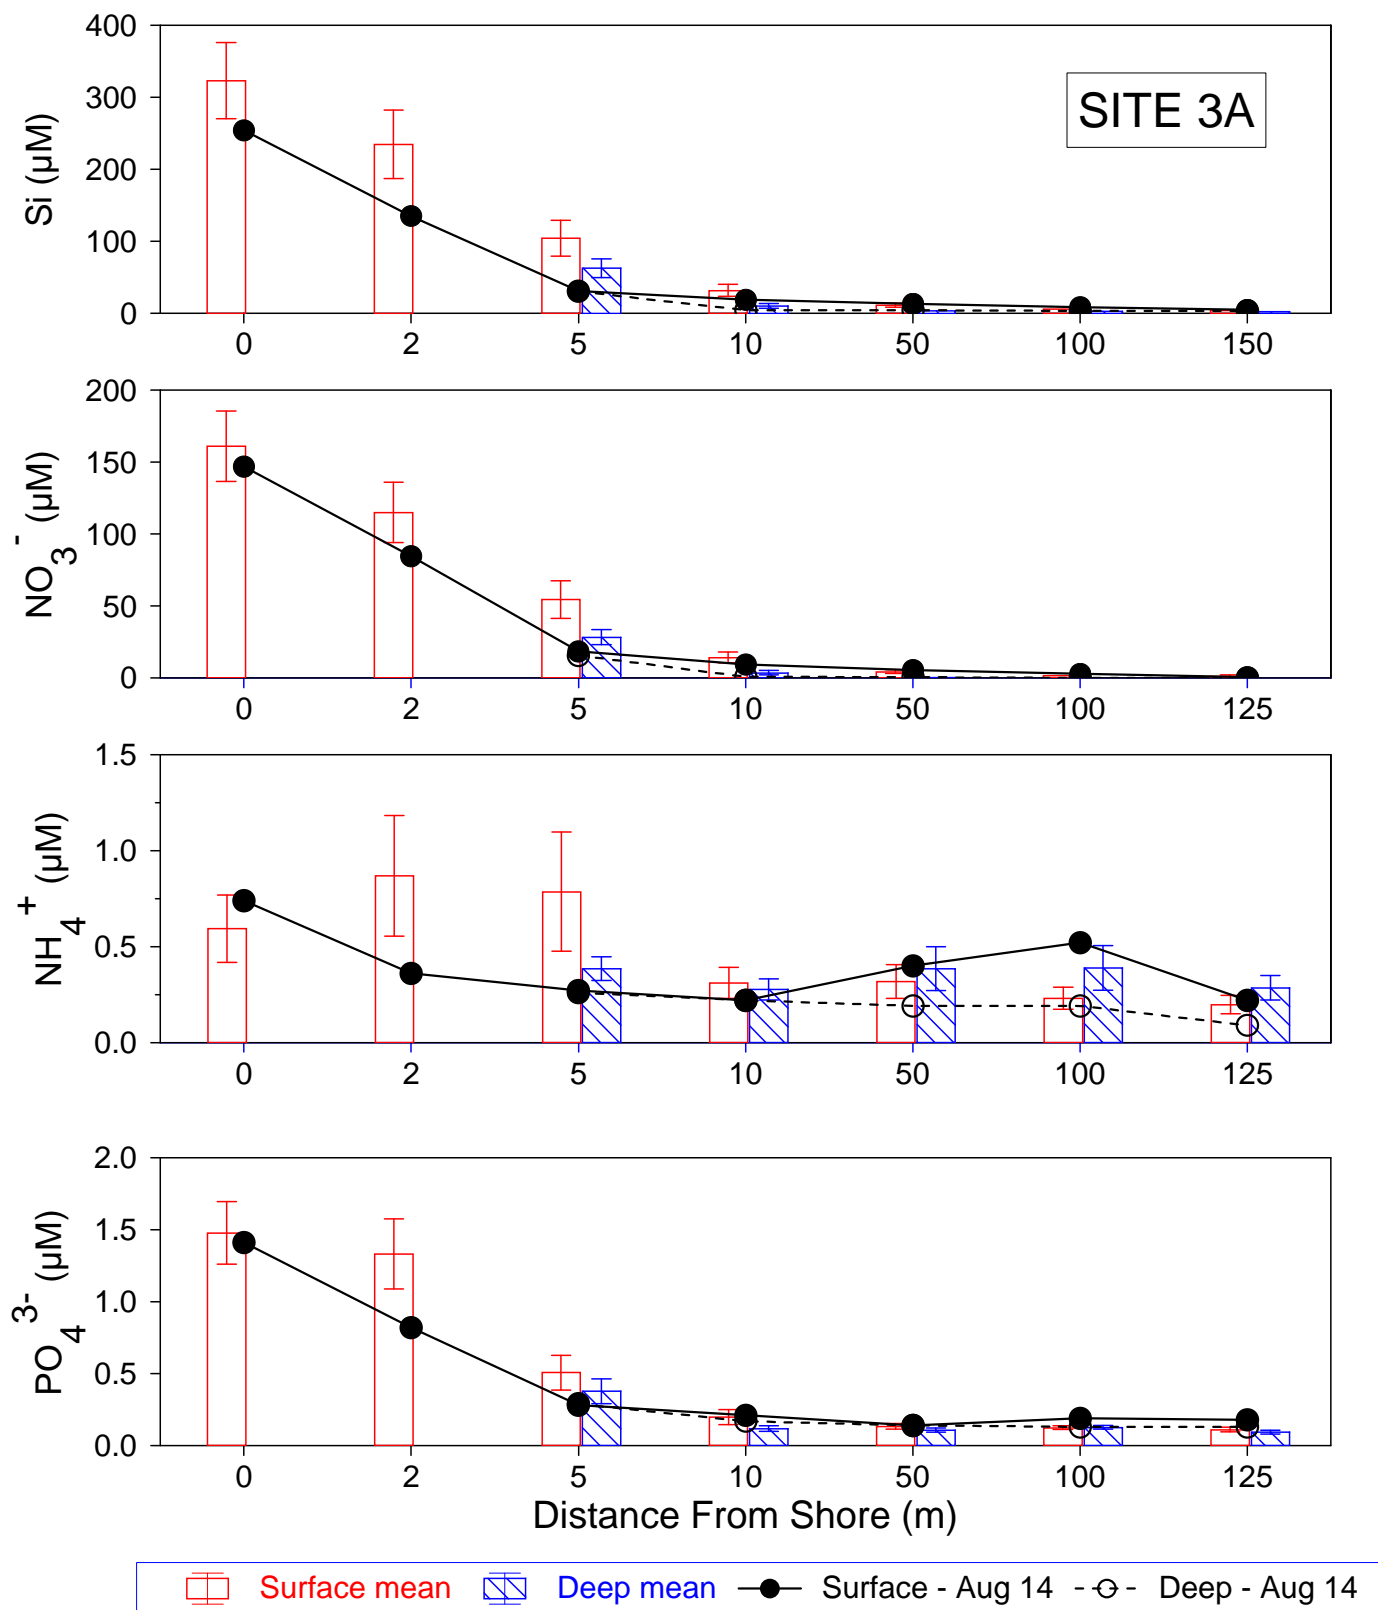 400
300
200
100
0
Si (µM)
SITE 3A
0 2 5 10 50 100 150
200
150
100
50
0
NO3- (µM)
0 2 5 10 50 100 125
1.5
1.0
0.5
0.0
NH4+ (µM)
0 2 5 10 50 100 125
2.0
1.5
1.0
0.5
0.0
PO43- (µM)
0 2 5 10 50 100 125
Distance From Shore (m)
Surface mean Deep mean Surface - Aug 14 Deep - Aug 14